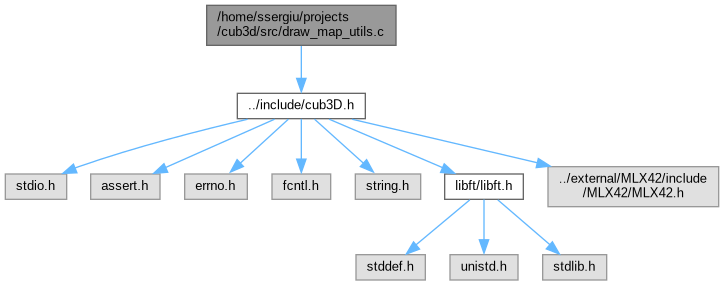 /home/ssergiu/projects
/cub3d/src/draw_map_utils.c
../include/cub3D.h
stdio.h
assert.h
errno.h
fcntl.h
string.h
libft/libft.h
../external/MLX42/include
/MLX42/MLX42.h
stddef.h
unistd.h
stdlib.h